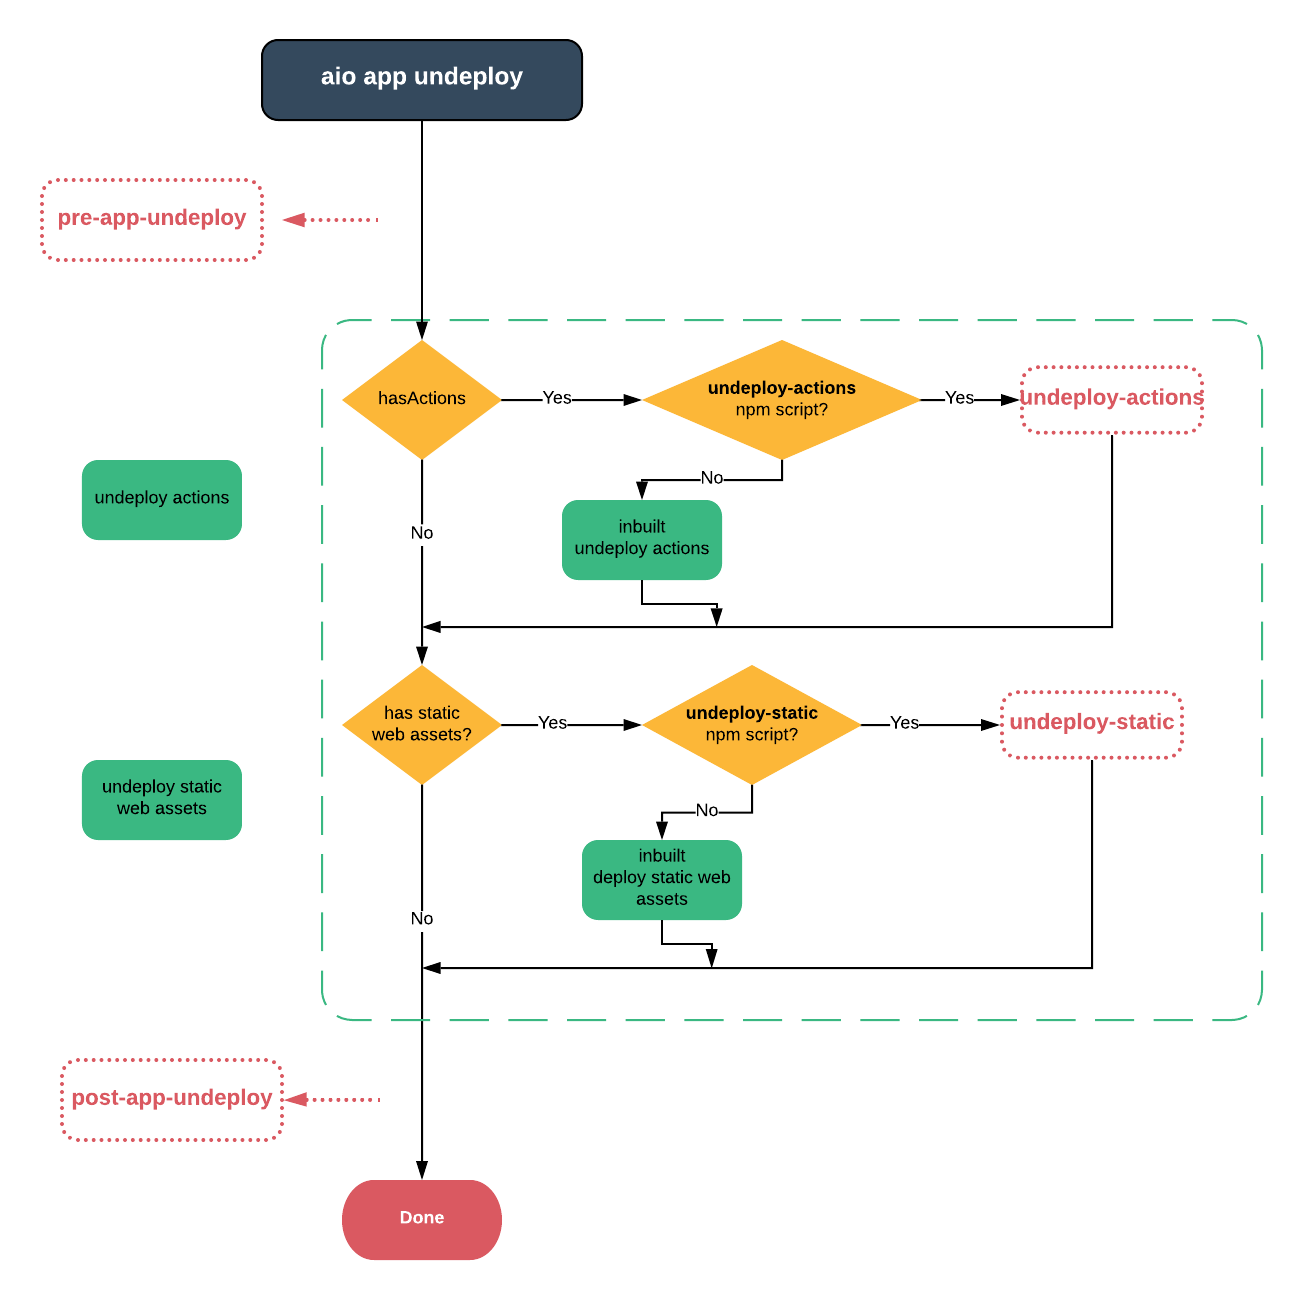 aio app undeploy
pre-app-undeploy
hasActions
Yes
undeploy-actions
npm script?
Yes
undeploy-actions
No
undeploy actions
inbuilt
undeploy actions
No
has static
web assets?
Yes
undeploy-static
npm script?
Yes
undeploy-static
undeploy static
web assets
No
inbuilt
deploy static web
assets
No
post-app-undeploy
Done